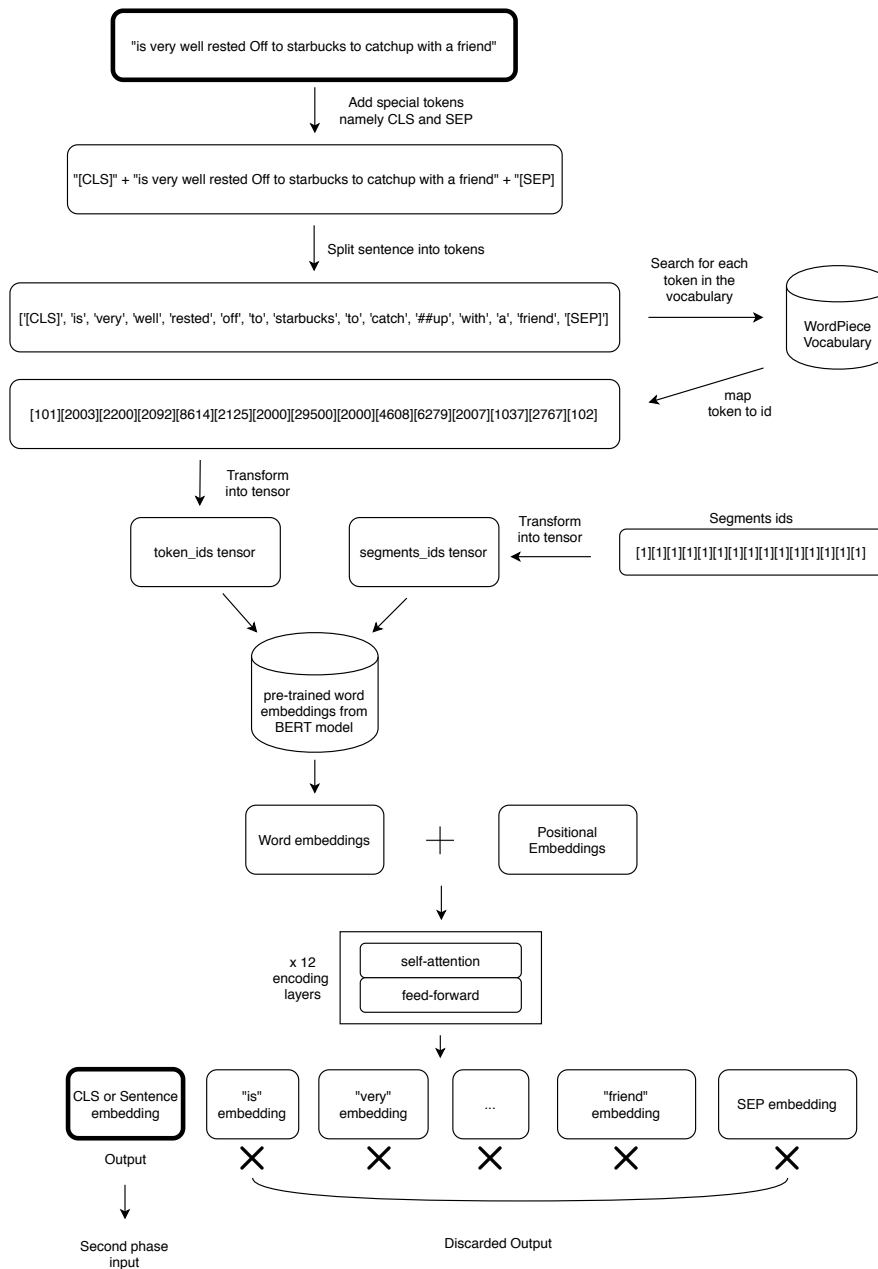 "is very well rested Off to starbucks to catchup with a friend"
Add special tokens
namely CLS and SEP
"[CLS]" + "is very well rested Off to starbucks to catchup with a friend" + "[SEP]
Split sentence into tokens
Search for each
token in the
vocabulary
['[CLS]', 'is', 'very', 'well', 'rested', 'off', 'to', 'starbucks', 'to', 'catch', '##up', 'with', 'a', 'friend', '[SEP]']
WordPiece
Vocabulary
map
token to id
[101][2003][2200][2092][8614][2125][2000][29500][2000][4608][6279][2007][1037][2767][102]
Transform
into tensor
token_ids tensor
segments_ids tensor
Transform
into tensor
Segments ids
[1][1][1][1][1][1][1][1][1][1][1][1][1][1][1]
pre-trained word
embeddings from
BERT model
Word embeddings
Positional
Embeddings
x 12
encoding
layers
self-attention
feed-forward
CLS or Sentence
embedding
"is"
embedding
"very"
embedding
...
"friend"
embedding
SEP embedding
Output
Second phase
input
Discarded Output